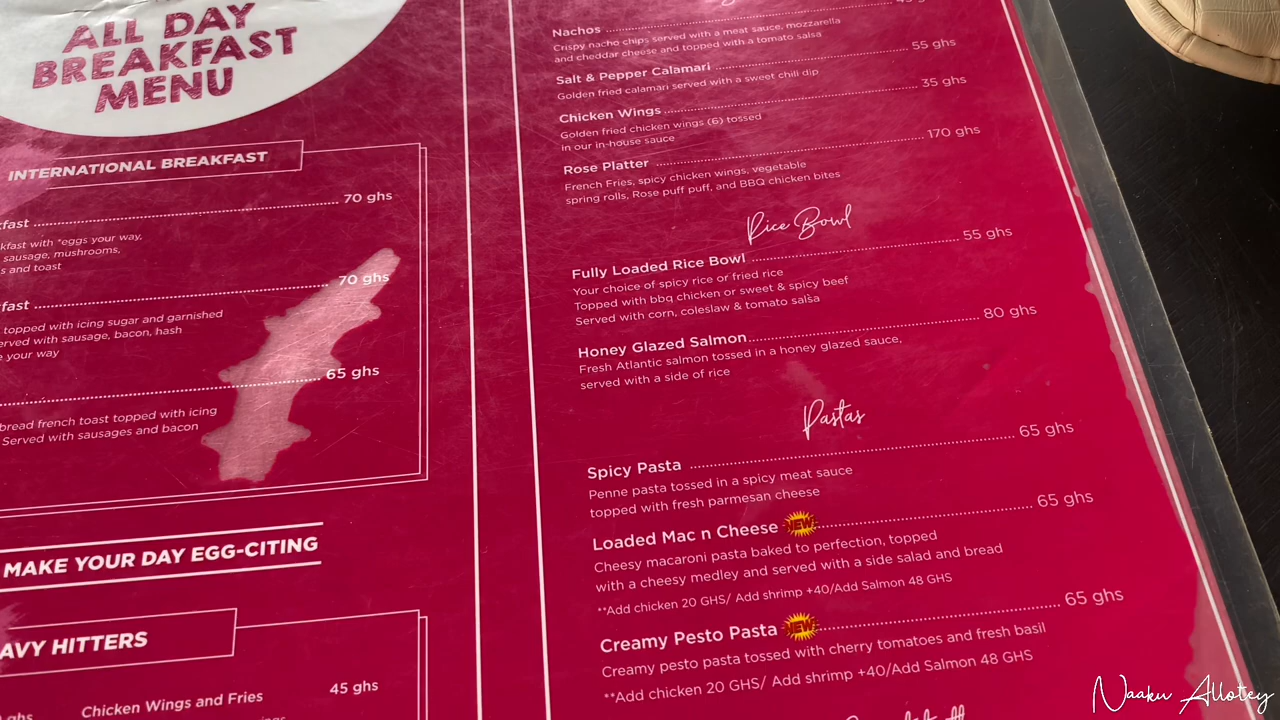 ALL DAY
BREAKFAST
MENU
INTERNATIONAL BREAKFAST
70 ghs
kfast with *eggs your way,
sausage, mushrooms,
s and toast
70 ghs
topped with icing sugar and garnished
erved with sausage, bacon, hash
e your way
65 ghs
bread french toast topped with icing
Served with sausages and bacon
MAKE YOUR DAY EGG-CITING
AVY HITTERS
Chicken Wings and Fries 45 ghs
Nachos
Crispy nacho chips served with a meat sauce, mozzarella
and cheddar cheese and topped with a tomato salsa
Salt & Pepper Calamari 55 ghs
Golden fried calamari served with a sweet chili dip
Chicken Wings 35 ghs
Golden fried chicken wings (6) tossed
in our in-house sauce
Rose Platter 170 ghs
French Fries, spicy chicken wings, vegetable
spring rolls, Rose puff puff, and BBQ chicken bites
Rice Bowl
Fully Loaded Rice Bowl 55 ghs
Your choice of spicy rice or fried rice
Topped with bbq chicken or sweet & spicy beef
Served with corn, coleslaw & tomato salsa
Honey Glazed Salmon 80 ghs
Fresh Atlantic salmon tossed in a honey glazed sauce,
served with a side of rice
Pastas
Spicy Pasta 65 ghs
Penne pasta tossed in a spicy meat sauce
topped with fresh parmesan cheese
Loaded Mac n Cheese NEW 65 ghs
Cheesy macaroni pasta baked to perfection, topped
with a cheesy medley and served with a side salad and bread
**Add chicken 20 GHS/ Add shrimp +40/Add Salmon 48 GHS
Creamy Pesto Pasta NEW 65 ghs
Creamy pesto pasta tossed with cherry tomatoes and fresh basil
**Add chicken 20 GHS/ Add shrimp +40/Add Salmon 48 GHS
Naaku Allotey